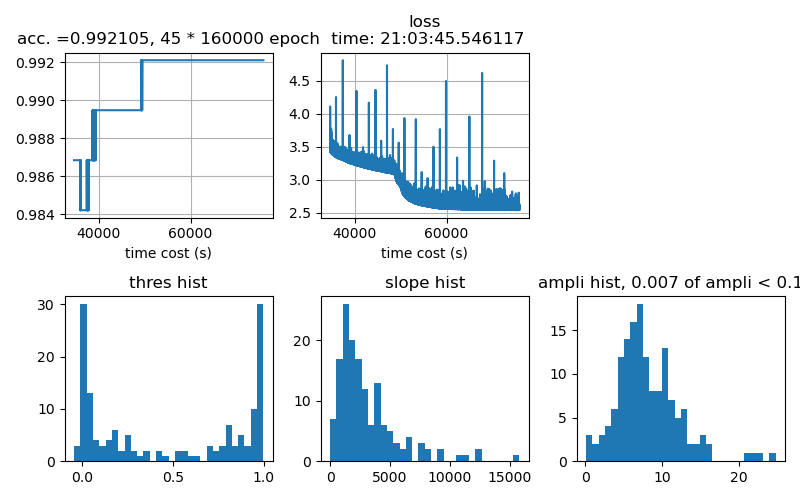 loss
acc. =0.992105, 45 * 160000 epoch time: 21:03:45.546117
0.992
0.990
0.988
0.986
0.984
40000 60000
time cost (s)
4.5
4.0
3.5
3.0
2.5
40000 60000
time cost (s)
thres hist
30
20
10
0
0.0 0.5 1.0
slope hist
20
10
0
0 5000 10000 15000
ampli hist, 0.007 of ampli < 0.1
15
10
5
0
0 10 20